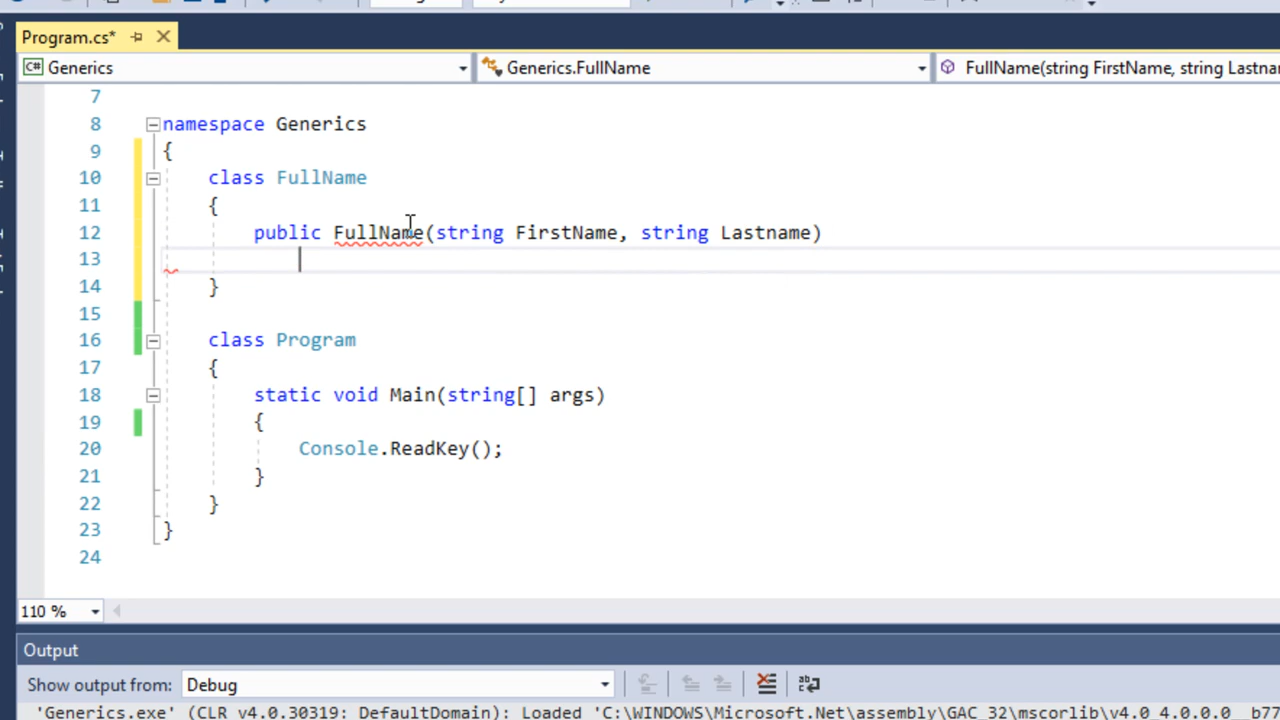 Program.cs*
Generics Generics.FullName FullName(string FirstName, string Lastna
7
8 namespace Generics
9 {
10 class FullName
11 {
12 public FullName(string FirstName, string Lastname)
13
14 }
15
16 class Program
17 {
18 static void Main(string[] args)
19 {
20 Console.ReadKey();
21 }
22 }
23 }
24
110 %
Output
Show output from: Debug
'Generics.exe' (CLR v4.0.30319: DefaultDomain): Loaded 'C:\WINDOWS\Microsoft.Net\assembly\GAC_32\mscorlib\v4.0_4.0.0.0__b77